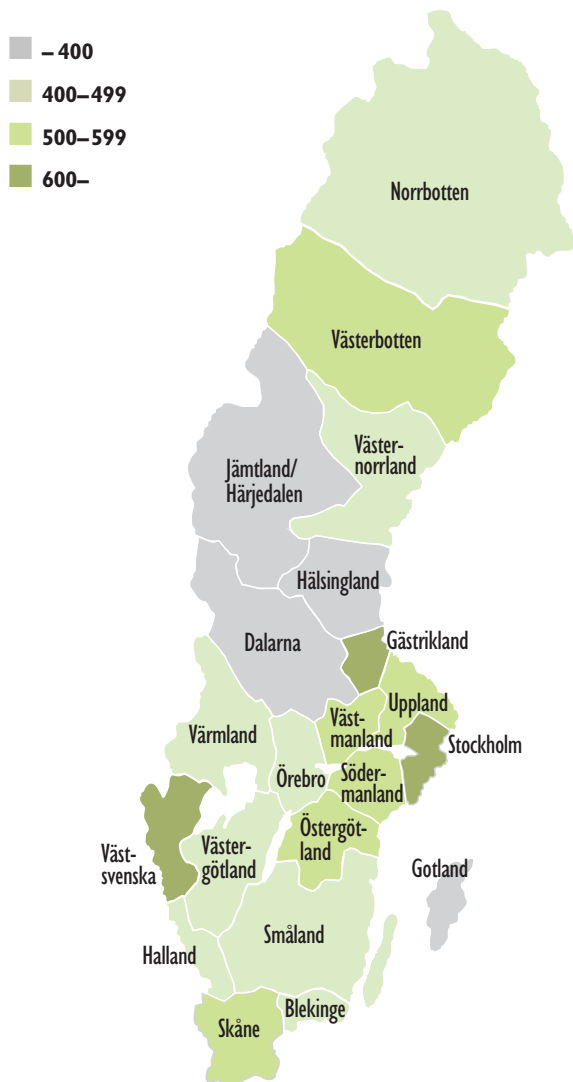 – 400
400–499
500–599
600–
Norrbotten
Västerbotten
Väster-
norrland
Jämtland/
Härjedalen
Hälsingland
Dalarna
Gästrikland
Uppland
Väst-
manland
Värmland
Stockholm
Örebro
Söder-
manland
Östergöt-
land
Väster-
götland
Väst-
svenska
Gotland
Småland
Halland
Blekinge
Skåne